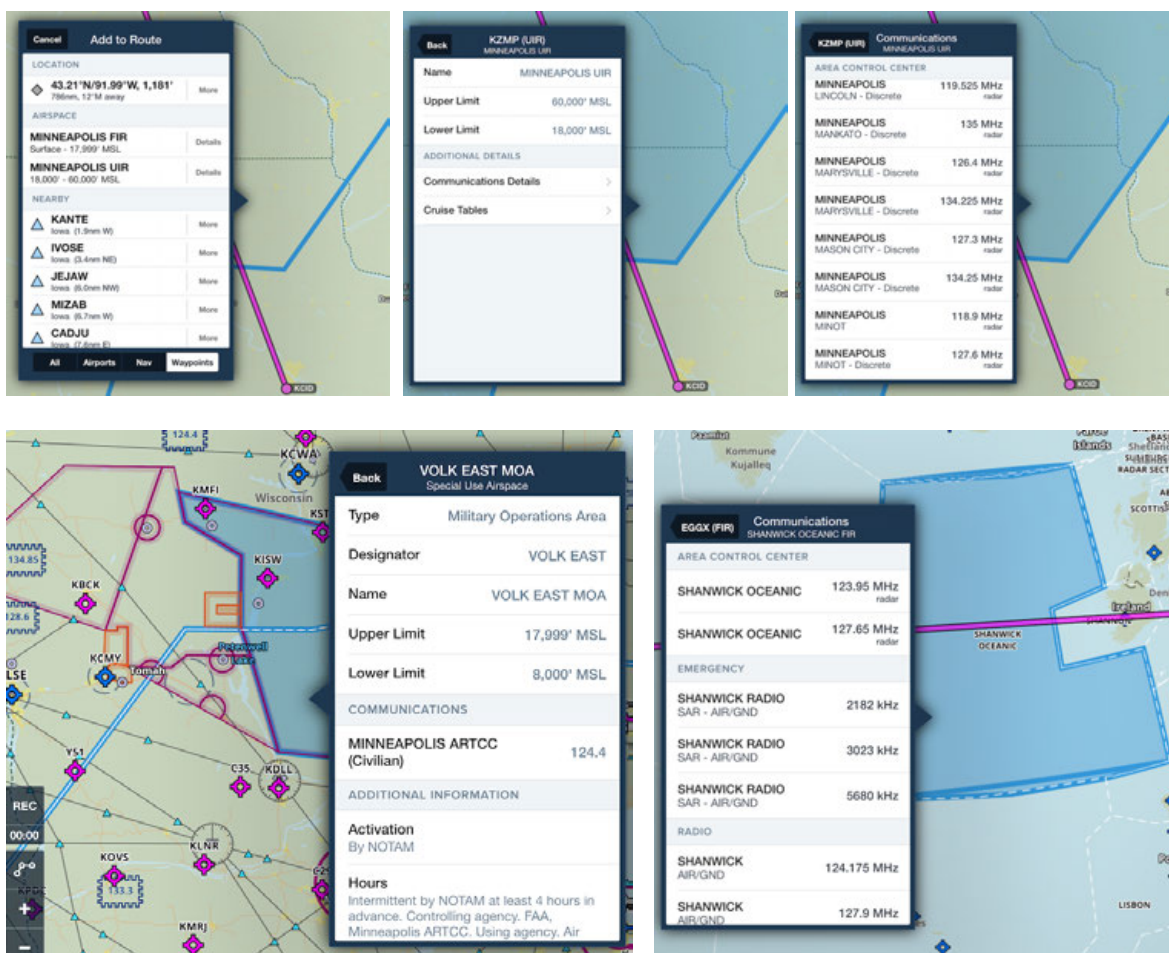 Cancel
Add to Route
LOCATION
43.21°N/91.99°W, 1,181'
More
786nm, 12°M away
AIRSPACE
MINNEAPOLIS FIR
Details
Surface - 17,999' MSL
MINNEAPOLIS UIR
Details
18,000' - 60,000' MSL
NEARBY
KANTE
More
Iowa (1.9nm W)
IVOSE
More
Iowa (3.4nm NE)
JEJAW
More
Iowa (6.0nm NW)
MIZAB
More
Iowa (6.7nm W)
CADJU
More
Iowa (7.6nm E)
All Airports Nav Waypoints
KCID
Back
KZMP (UIR)
MINNEAPOLIS UIR
Name MINNEAPOLIS UIR
Upper Limit 60,000' MSL
Lower Limit 18,000' MSL
ADDITIONAL DETAILS
Communications Details
Cruise Tables
KCID
KZMP (UIR)
Communications
MINNEAPOLIS UIR
AREA CONTROL CENTER
MINNEAPOLIS 119.525 MHz
LINCOLN - Discrete radar
MINNEAPOLIS 135 MHz
MANKATO - Discrete radar
MINNEAPOLIS 126.4 MHz
MARYSVILLE - Discrete radar
MINNEAPOLIS 134.225 MHz
MARYSVILLE - Discrete radar
MINNEAPOLIS 127.3 MHz
MASON CITY - Discrete radar
MINNEAPOLIS 134.25 MHz
MASON CITY - Discrete radar
MINNEAPOLIS 118.9 MHz
MINOT radar
MINNEAPOLIS 127.6 MHz
MINOT - Discrete radar
KCID
124.4
KCWA
Wisconsin
KMFI
KST
134.85
KISW
KBCK
128.6
KCMY
Petenwell
Lake
Tomah
LSE
Y51
C35
KDLL
REC
00:00
KLNR
KOVS
133.3
KMRJ
Back
VOLK EAST MOA
Special Use Airspace
Type Military Operations Area
Designator VOLK EAST
Name VOLK EAST MOA
Upper Limit 17,999' MSL
Lower Limit 8,000' MSL
COMMUNICATIONS
MINNEAPOLIS ARTCC
(Civilian) 124.4
ADDITIONAL INFORMATION
Activation
By NOTAM
Hours
Intermittent by NOTAM at least 4 hours in
advance. Controlling agency. FAA,
Minneapolis ARTCC. Using agency. Air
Paamiut
Kommune
Kujalleq
Faroe
Islands
RADAR SECT
Ireland
SHANNON
SHANWICK
OCEANIC
LISBON
EGGX (FIR)
Communications
SHANWICK OCEANIC FIR
AREA CONTROL CENTER
SHANWICK OCEANIC 123.95 MHz
radar
SHANWICK OCEANIC 127.65 MHz
radar
EMERGENCY
SHANWICK RADIO 2182 kHz
SAR - AIR/GND
SHANWICK RADIO 3023 kHz
SAR - AIR/GND
SHANWICK RADIO 5680 kHz
SAR - AIR/GND
RADIO
SHANWICK 124.175 MHz
AIR/GND
SHANWICK 127.9 MHz
AIR/GND